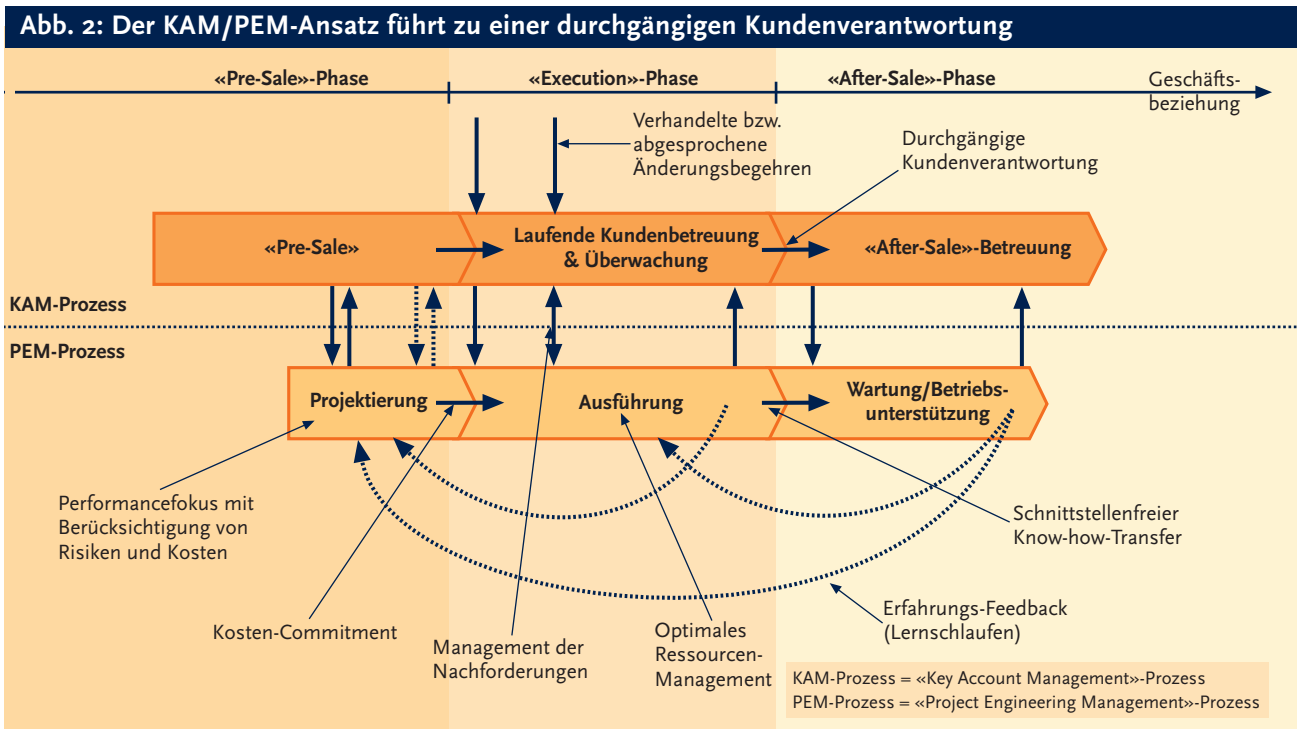 Abb. 2: Der KAM/PEM-Ansatz führt zu einer durchgängigen Kundenverantwortung
«Pre-Sale»-Phase
«Execution»-Phase
«After-Sale»-Phase
Geschäfts-
beziehung
Verhandelte bzw.
abgesprochene
Änderungsbegehren
Durchgängige
Kundenverantwortung
«Pre-Sale»
Laufende Kundenbetreuung
& Überwachung
«After-Sale»-Betreuung
KAM-Prozess
PEM-Prozess
Projektierung
Ausführung
Wartung/Betriebs-
unterstützung
Performancefokus mit
Berücksichtigung von
Risiken und Kosten
Schnittstellenfreier
Know-how-Transfer
Kosten-Commitment
Management der
Nachforderungen
Optimales
Ressourcen-
Management
Erfahrungs-Feedback
(Lernschlaufen)
KAM-Prozess = «Key Account Management»-Prozess
PEM-Prozess = «Project Engineering Management»-Prozess